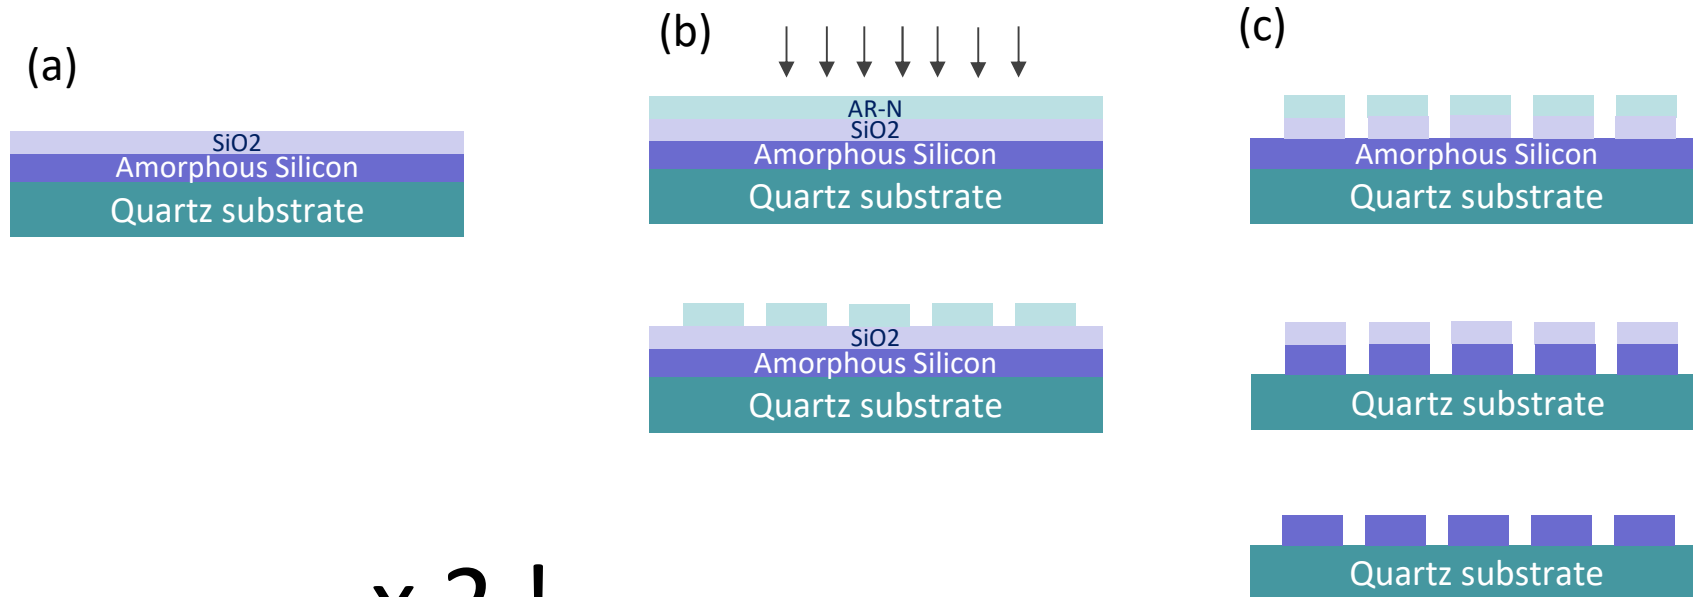 (a)
SiO2
Amorphous Silicon
Quartz substrate
(b)
AR-N
SiO2
Amorphous Silicon
Quartz substrate
SiO2
Amorphous Silicon
Quartz substrate
(c)
Amorphous Silicon
Quartz substrate
Quartz substrate
Quartz substrate
x 2 !